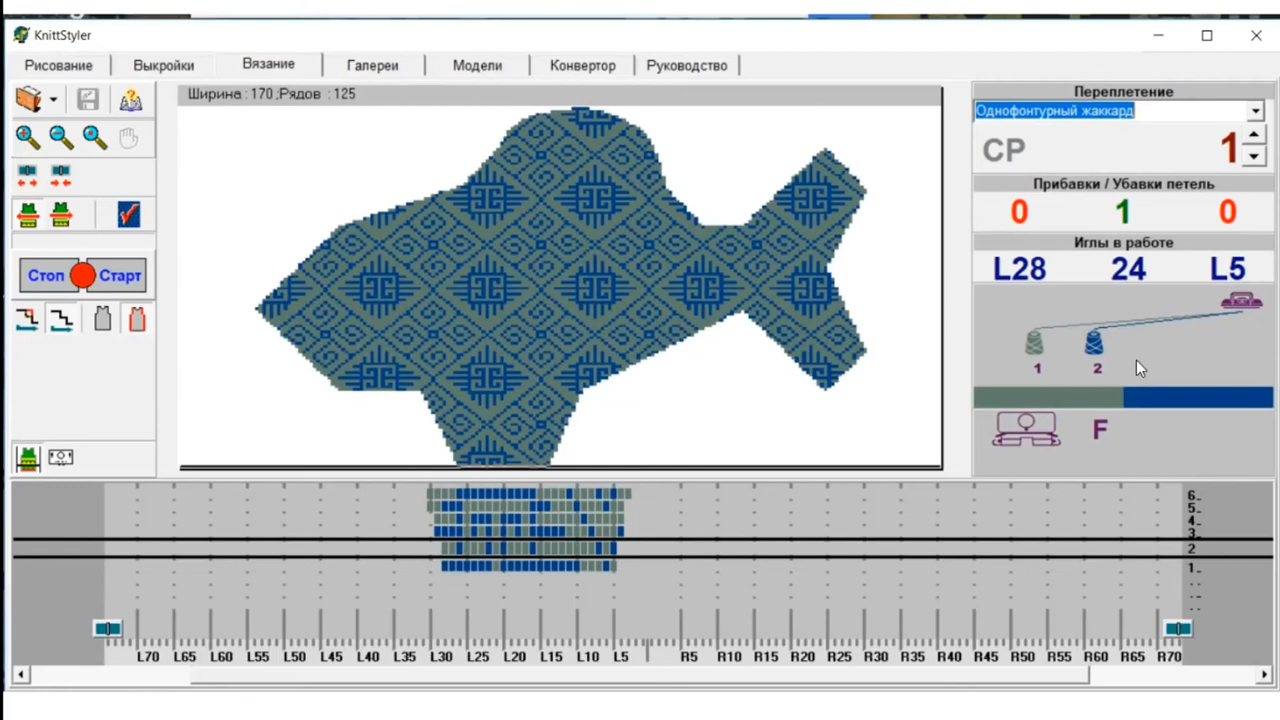 KnittStyler
Рисование Выкройки Вязание Галереи Модели Конвертор Руководство
Ширина : 170 ;Рядов : 125
Переплетение
Однофонтурный жаккард
СР 1
Прибавки / Убавки петель
0 1 0
Иглы в работе
L28 24 L5
Стоп Старт
1 2
F
6
5
4
3
2
1
L70 L65 L60 L55 L50 L45 L40 L35 L30 L25 L20 L15 L10 L5 R5 R10 R15 R20 R25 R30 R35 R40 R45 R50 R55 R60 R65 R70